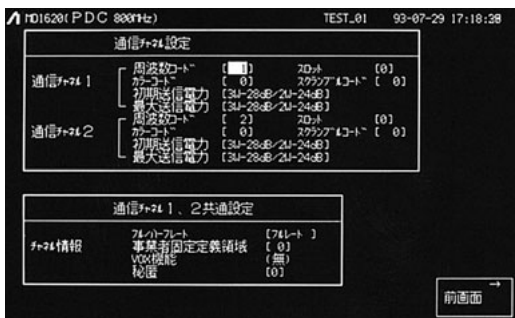 MD1620(PDC 800MHz) TEST_01 93-07-29 17:18:38
通信チャネル設定
通信チャネル1 周波数コード [ 1] スロット [0]
カラーコード [ 0] スクランブルコード [ 0]
初期送信電力 [3W-28dB/2W-24dB]
最大送信電力 [3W-28dB/2W-24dB]
通信チャネル2 周波数コード [ 2] スロット [0]
カラーコード [ 0] スクランブルコード [ 0]
初期送信電力 [3W-28dB/2W-24dB]
最大送信電力 [3W-28dB/2W-24dB]
通信チャネル1、2共通設定
チャネル情報 フル/ハーフレート [フルレート ]
事業者固定定義領域 [ 0]
VOX機能 (無)
秘匿 [0]
→
前画面